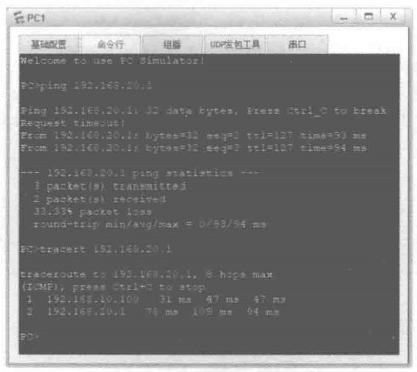 PC1
基础配置 命令行 组播 UDP发包工具 串口
Welcome to use PC Simulator!
PC>ping 192.168.20.1
Ping 192.168.20.1: 32 data bytes, Press Ctrl_C to break
Request timeout!
From 192.168.20.1: bytes=32 seq=2 ttl=127 time=93 ms
From 192.168.20.1: bytes=32 seq=3 ttl=127 time=94 ms
--- 192.168.20.1 ping statistics ---
3 packet(s) transmitted
2 packet(s) received
33.33% packet loss
round-trip min/avg/max = 0/93/94 ms
PC>tracert 192.168.20.1
traceroute to 192.168.20.1, 8 hops max
(ICMP), press Ctrl+C to stop
1 192.168.10.100 31 ms 47 ms 47 ms
2 192.168.20.1 78 ms 109 ms 94 ms
PC>